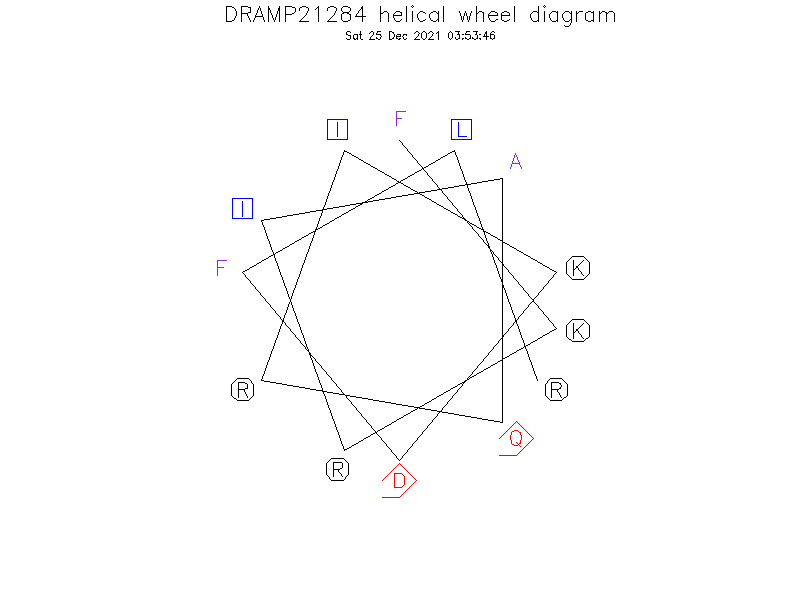 DRAMP21284 helical wheel diagram
Sat 25 Dec 2021 03:53:46
F
I L
A
I
F K
K
R R
Q
R
D